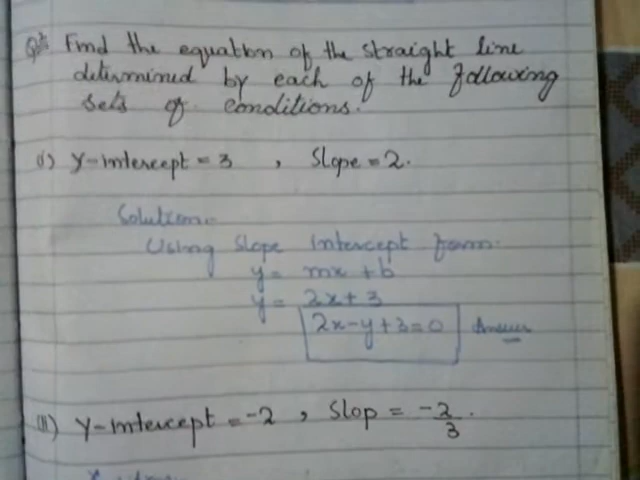 Find the equation of the straight line
determined by each of the following
sets of conditions.
(i) y-intercept = 3 , Slope = 2.
Solution:-
Using Slope Intercept form.
y = mx + b
y = 2x + 3
2x - y + 3 = 0 Answer
(ii) y-intercept = -2 , Slop = -2/3.